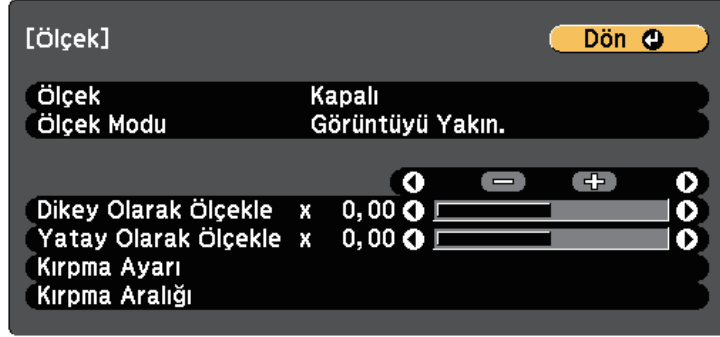 [Ölçek] Dön
Ölçek Kapalı
Ölçek Modu Görüntüyü Yakın.
− +
Dikey Olarak Ölçekle x 0,00
Yatay Olarak Ölçekle x 0,00
Kırpma Ayarı
Kırpma Aralığı